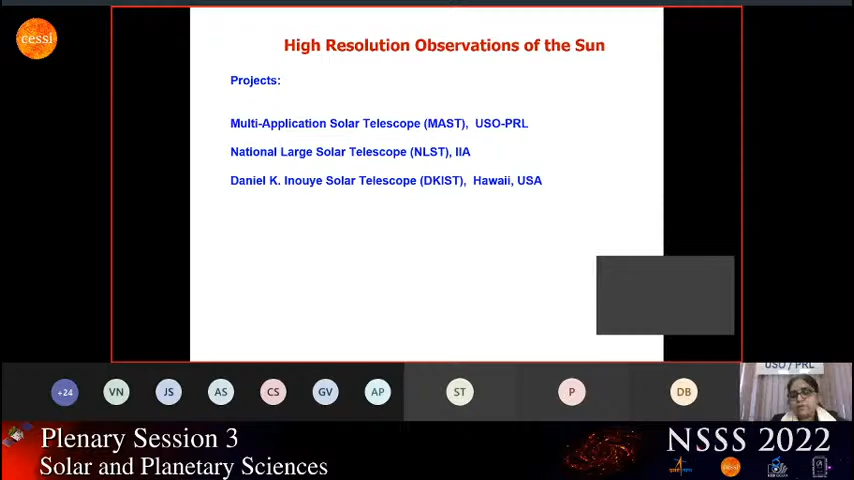 cessi
High Resolution Observations of the Sun
Projects:
Multi-Application Solar Telescope (MAST), USO-PRL
National Large Solar Telescope (NLST), IIA
Daniel K. Inouye Solar Telescope (DKIST), Hawaii, USA
USO / PRL
+24
VN
JS
AS
CS
GV
AP
ST
P
DB
Plenary Session 3
Solar and Planetary Sciences
NSSS 2022
cessi